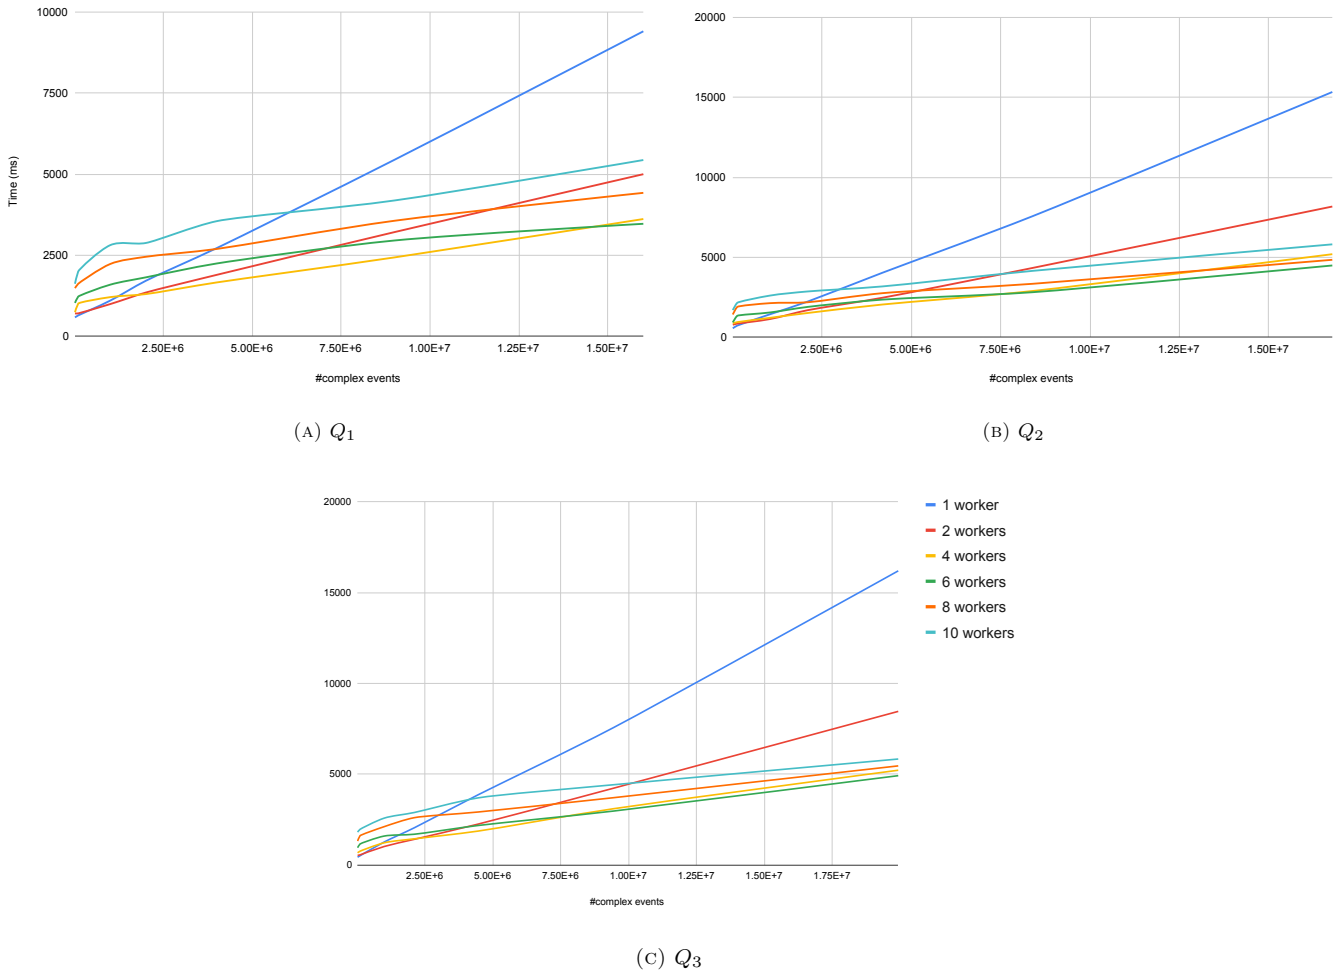 10000
7500
5000
2500
0
Time (ms)
2.50E+6 5.00E+6 7.50E+6 1.00E+7 1.25E+7 1.50E+7
#complex events
(A) Q1
20000
15000
10000
5000
0
2.50E+6 5.00E+6 7.50E+6 1.00E+7 1.25E+7 1.50E+7
#complex events
(B) Q2
20000
15000
10000
5000
0
2.50E+6 5.00E+6 7.50E+6 1.00E+7 1.25E+7 1.50E+7 1.75E+7
#complex events
1 worker
2 workers
4 workers
6 workers
8 workers
10 workers
(C) Q3